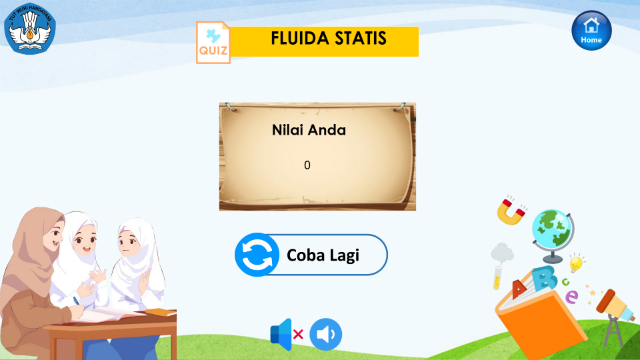 FLUIDA STATIS
QUIZ
Home
Nilai Anda
0
Coba Lagi
A B C e